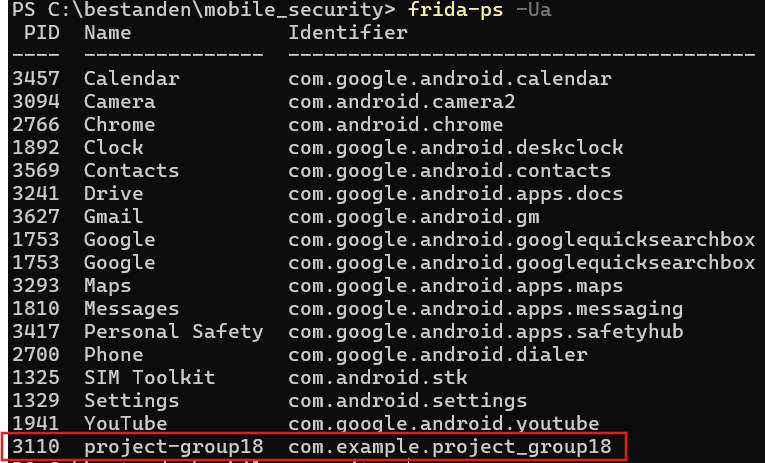 PS C:\bestanden\mobile_security> frida-ps -Ua
PID Name Identifier
---- --------------- ---------------------------------------
3457 Calendar com.google.android.calendar
3094 Camera com.android.camera2
2766 Chrome com.android.chrome
1892 Clock com.google.android.deskclock
3569 Contacts com.google.android.contacts
3241 Drive com.google.android.apps.docs
3627 Gmail com.google.android.gm
1753 Google com.google.android.googlequicksearchbox
1753 Google com.google.android.googlequicksearchbox
3293 Maps com.google.android.apps.maps
1810 Messages com.google.android.apps.messaging
3417 Personal Safety com.google.android.apps.safetyhub
2700 Phone com.google.android.dialer
1325 SIM Toolkit com.android.stk
1329 Settings com.android.settings
1941 YouTube com.google.android.youtube
3110 project-group18 com.example.project_group18